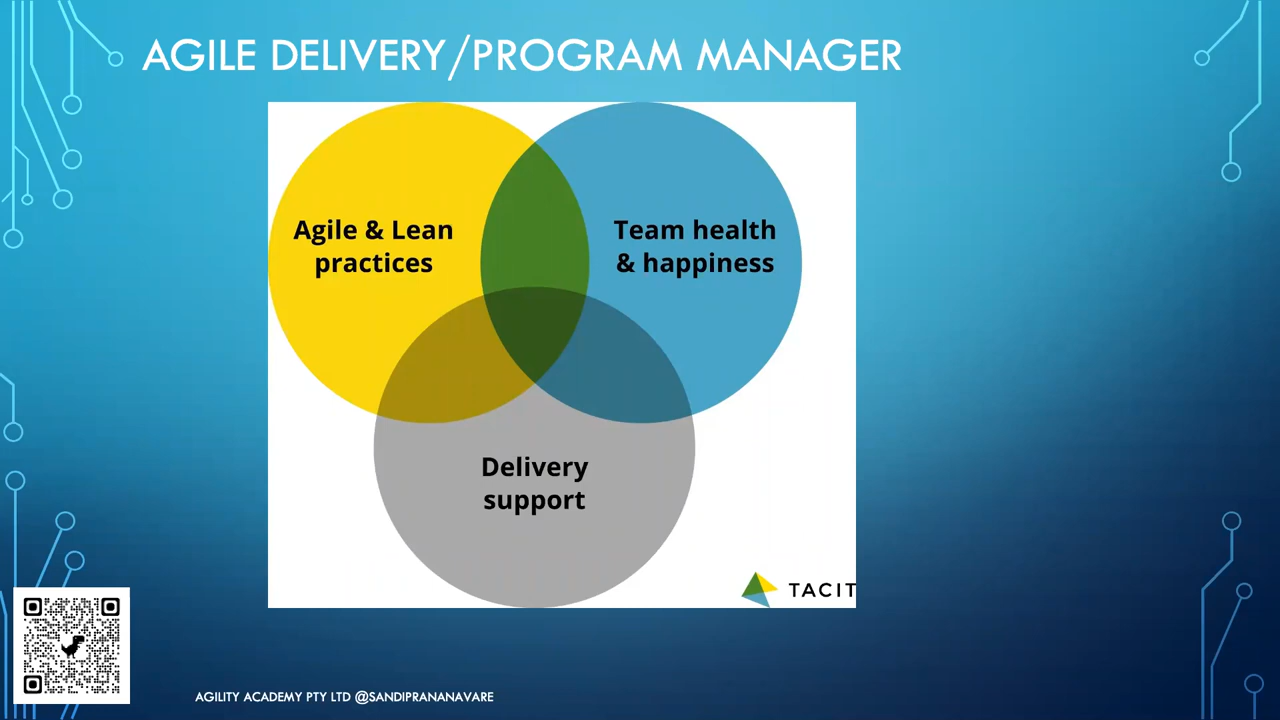 AGILE DELIVERY/PROGRAM MANAGER
Agile & Lean
practices
Team health
& happiness
Delivery
support
TACIT
AGILITY ACADEMY PTY LTD @SANDIPRANANAVARE